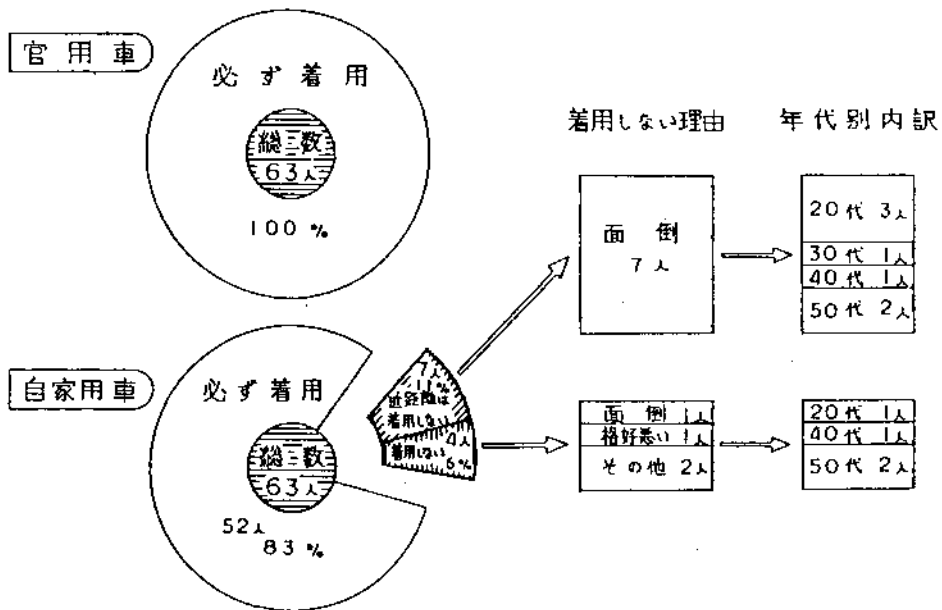 官用車
必ず着用
総三数
63人
100%
着用しない理由
年代別内訳
面倒
7人
20代 3人
30代 1人
40代 1人
50代 2人
自家用車
必ず着用
総三数
63人
52人
83%
7人
11%
近距離は
着用しない
4人
着用しない
6%
面倒 1人
格好悪い 1人
その他 2人
20代 1人
40代 1人
50代 2人